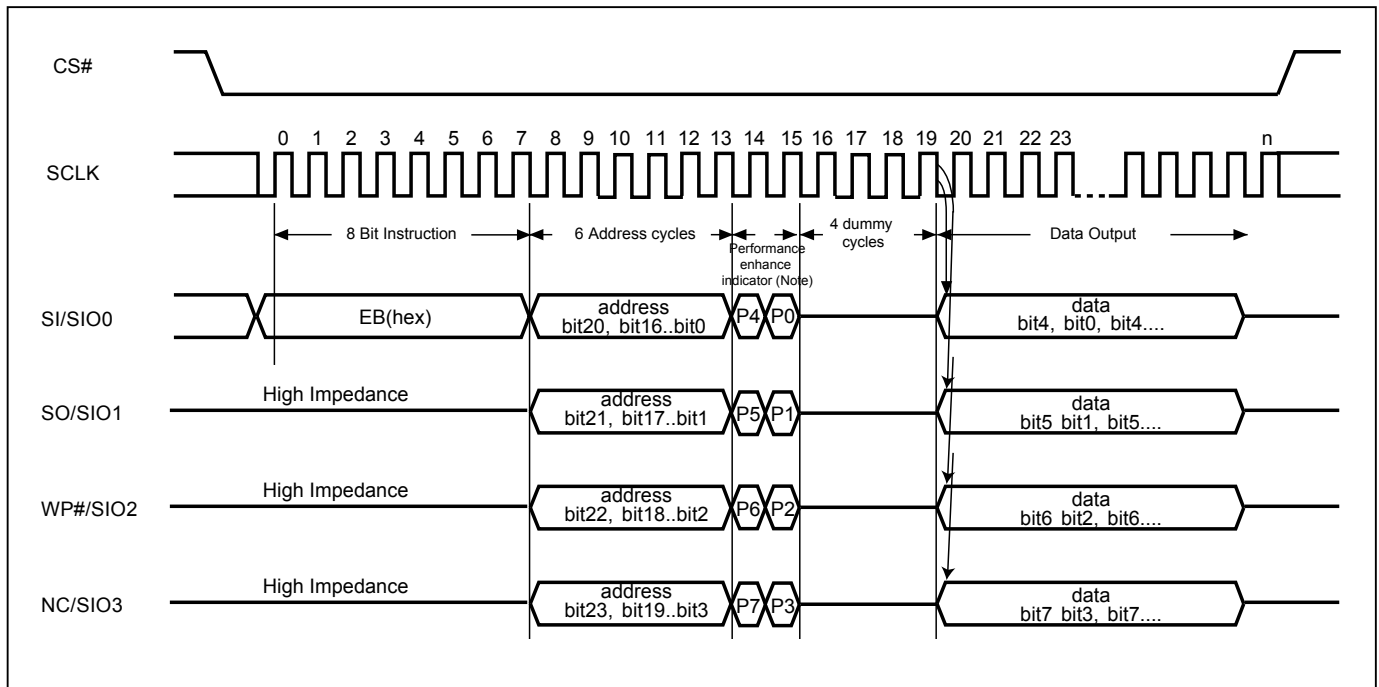 CS#
0 1 2 3 4 5 6 7 8 9 10 11 12 13 14 15 16 17 18 19 20 21 22 23 n
SCLK
8 Bit Instruction
6 Address cycles
Performance
enhance
indicator (Note)
4 dummy
cycles
Data Output
SI/SIO0
EB(hex)
address
bit20, bit16..bit0
P4 P0
data
bit4, bit0, bit4....
SO/SIO1
High Impedance
address
bit21, bit17..bit1
P5 P1
data
bit5 bit1, bit5....
WP#/SIO2
High Impedance
address
bit22, bit18..bit2
P6 P2
data
bit6 bit2, bit6....
NC/SIO3
High Impedance
address
bit23, bit19..bit3
P7 P3
data
bit7 bit3, bit7....